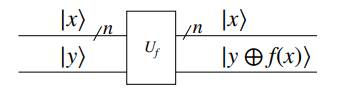 |x⟩ n U_f n |x⟩
|y⟩ |y ⊕ f(x)⟩